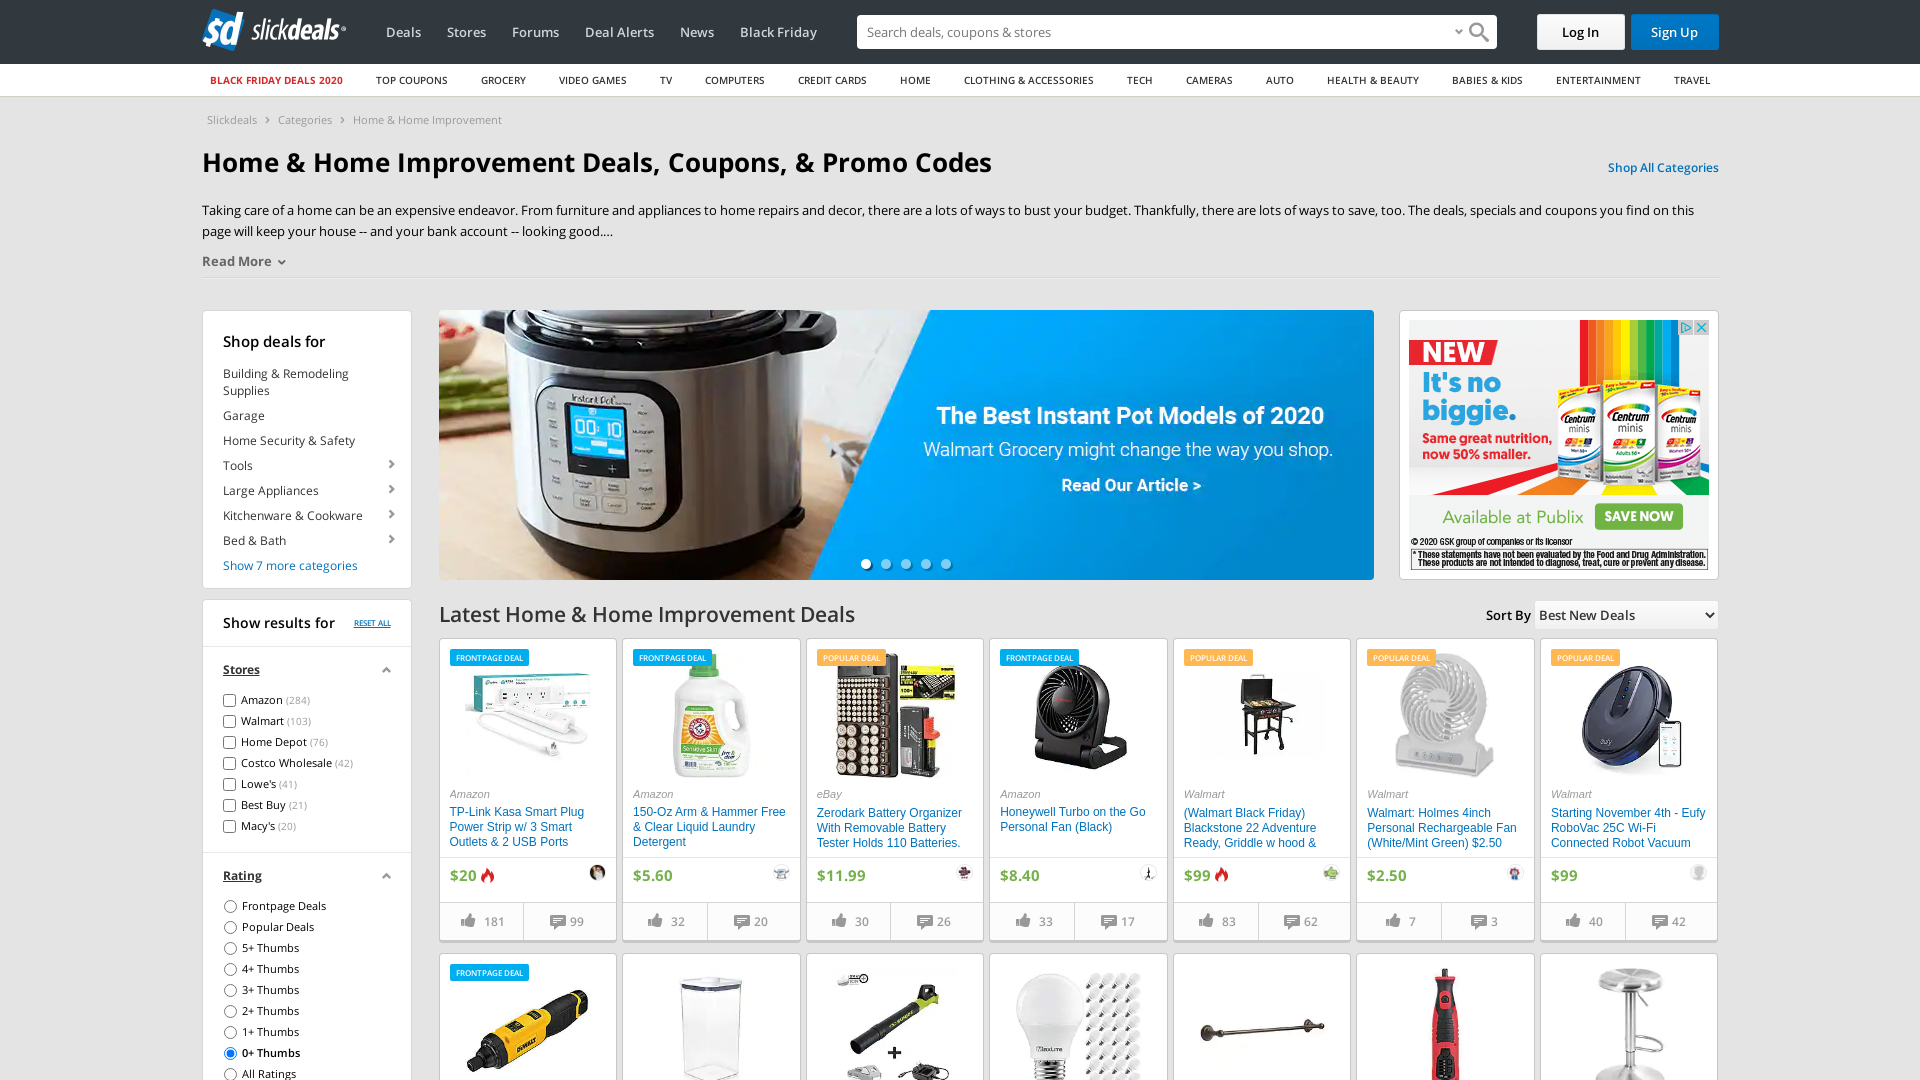 sd slickdeals
Deals
Stores
Forums
Deal Alerts
News
Black Friday
Search deals, coupons & stores
Log In
Sign Up
BLACK FRIDAY DEALS 2020
TOP COUPONS
GROCERY
VIDEO GAMES
TV
COMPUTERS
CREDIT CARDS
HOME
CLOTHING & ACCESSORIES
TECH
CAMERAS
AUTO
HEALTH & BEAUTY
BABIES & KIDS
ENTERTAINMENT
TRAVEL
Slickdeals
Categories
Home & Home Improvement
Home & Home Improvement Deals, Coupons, & Promo Codes
Shop All Categories
Taking care of a home can be an expensive endeavor. From furniture and appliances to home repairs and decor, there are a lots of ways to bust your budget. Thankfully, there are lots of ways to save, too. The deals, specials and coupons you find on this
page will keep your house -- and your bank account -- looking good....
Read More
Shop deals for
Building & Remodeling
Supplies
Garage
Home Security & Safety
Tools
Large Appliances
Kitchenware & Cookware
Bed & Bath
Show 7 more categories
Show results for
RESET ALL
Stores
Amazon (284)
Walmart (103)
Home Depot (76)
Costco Wholesale (42)
Lowe's (41)
Best Buy (21)
Macy's (20)
Rating
Frontpage Deals
Popular Deals
5+ Thumbs
4+ Thumbs
3+ Thumbs
2+ Thumbs
1+ Thumbs
0+ Thumbs
All Ratings
Instant Pot
00:10
The Best Instant Pot Models of 2020
Walmart Grocery might change the way you shop.
Read Our Article >
NEW
It's no
biggie.
Same great nutrition,
now 50% smaller.
Centrum
minis
Centrum
minis
Centrum
minis
Available at Publix
SAVE NOW
© 2020 GSK group of companies or its licensor
* These statements have not been evaluated by the Food and Drug Administration.
These products are not intended to diagnose, treat, cure or prevent any disease.
Latest Home & Home Improvement Deals
Sort By
Best New Deals
FRONTPAGE DEAL
Amazon
TP-Link Kasa Smart Plug
Power Strip w/ 3 Smart
Outlets & 2 USB Ports
$20
181
99
FRONTPAGE DEAL
Amazon
150-Oz Arm & Hammer Free
& Clear Liquid Laundry
Detergent
$5.60
32
20
POPULAR DEAL
eBay
Zerodark Battery Organizer
With Removable Battery
Tester Holds 110 Batteries.
$11.99
30
26
FRONTPAGE DEAL
Amazon
Honeywell Turbo on the Go
Personal Fan (Black)
$8.40
33
17
POPULAR DEAL
Walmart
(Walmart Black Friday)
Blackstone 22 Adventure
Ready, Griddle w hood &
$99
83
62
POPULAR DEAL
Walmart
Walmart: Holmes 4inch
Personal Rechargeable Fan
(White/Mint Green) $2.50
$2.50
7
3
POPULAR DEAL
Walmart
Starting November 4th - Eufy
RoboVac 25C Wi-Fi
Connected Robot Vacuum
$99
40
42
FRONTPAGE DEAL
DEWALT
MaxLite